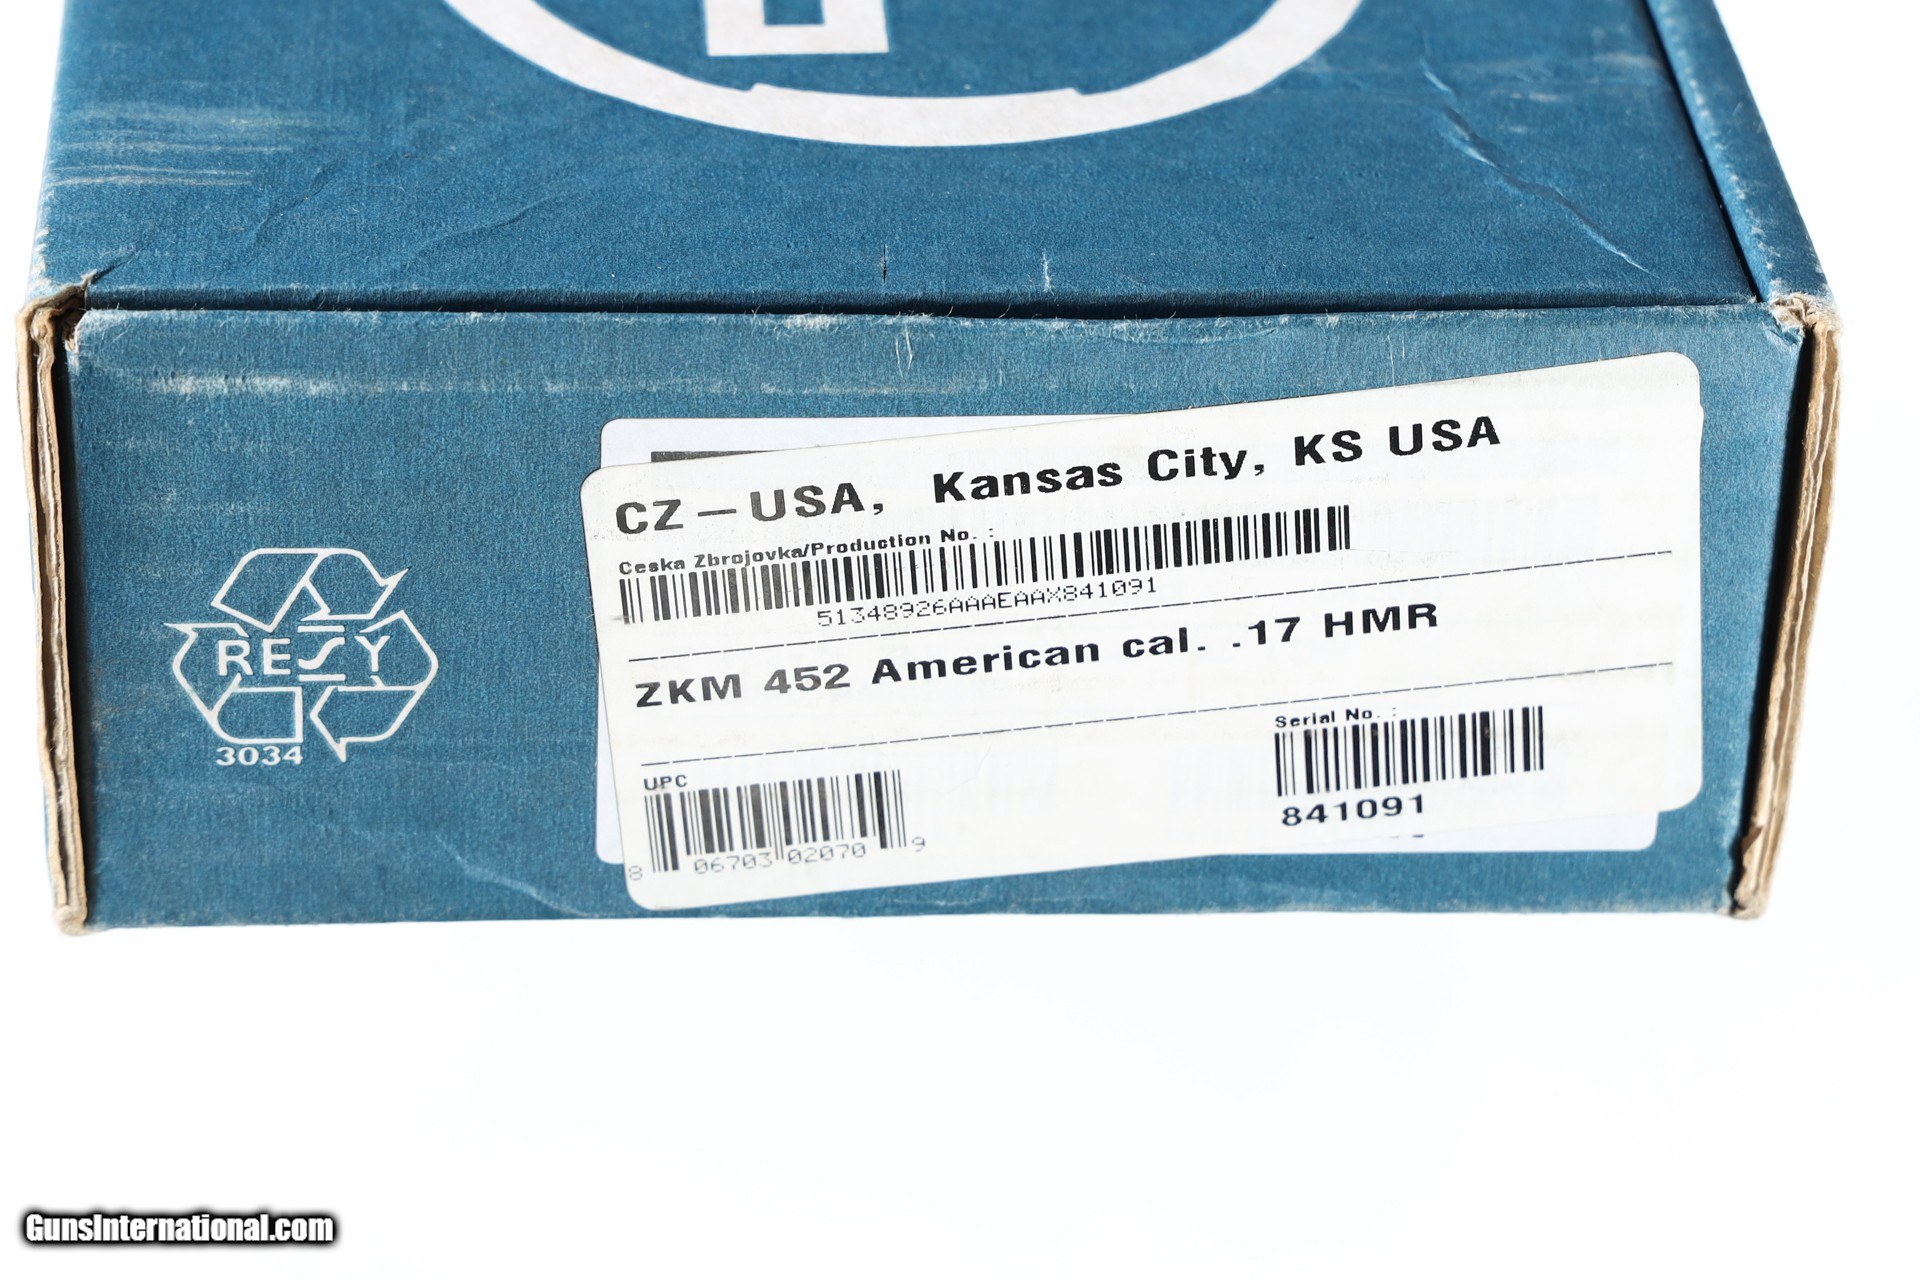 CZ-USA, Kansas City, KS USA
Ceska Zbrojovka/Production No. :
51348926AAAEAAX841091
ZKM 452 American cal. .17 HMR
UPC
8 06703 02070 9
Serial No. :
841091
RESY
3034
GunsInternational.com